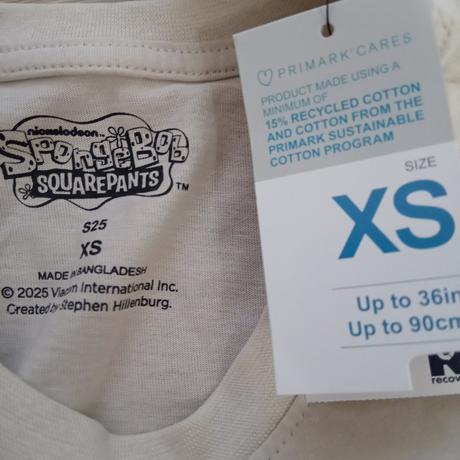 nickelodeon
SpongeBob
SQUAREPANTS™
S25
XS
MADE IN BANGLADESH
© 2025 Viacom International Inc.
Created by Stephen Hillenburg.
PRIMARK CARES
PRODUCT MADE USING A
MINIMUM OF
15% RECYCLED COTTON
AND COTTON FROM THE
PRIMARK SUSTAINABLE
COTTON PROGRAM
SIZE
XS
Up to 36in
Up to 90cm
recov